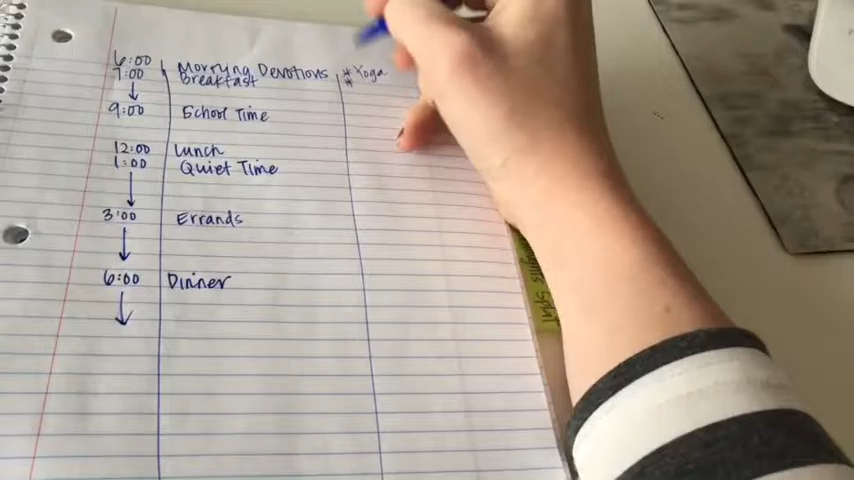 6:00 Morning Devotions *Yoga
7:00 Breakfast *
9:00 School Time
12:00 Lunch
1:00 Quiet Time
3:00 Errands
6:00 Dinner